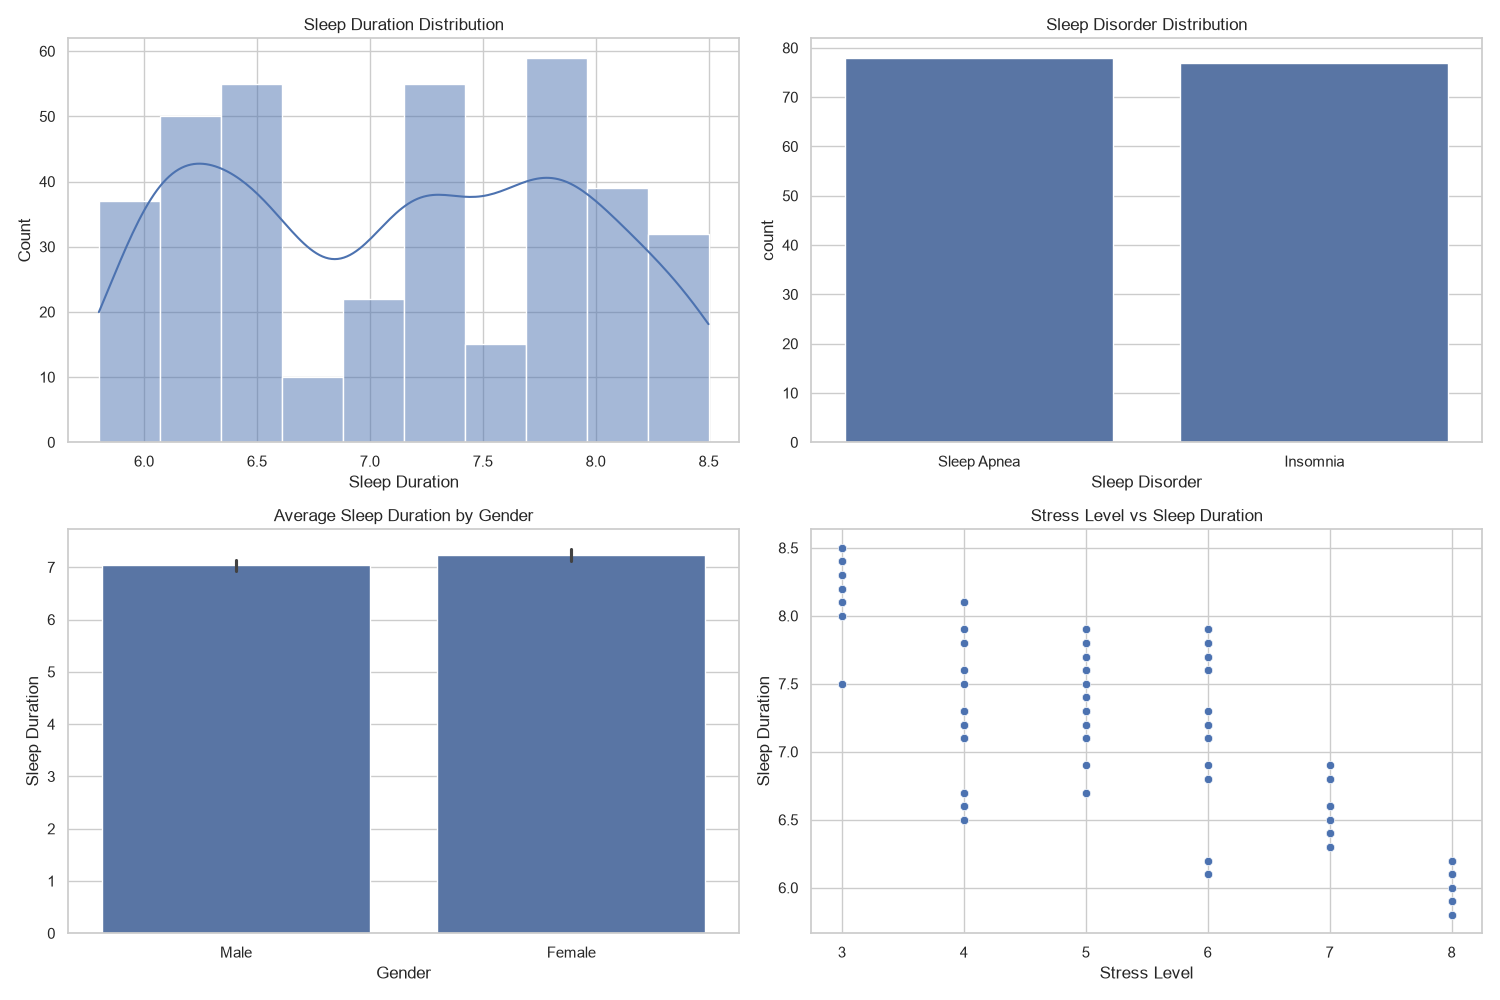 Sleep Duration Distribution
60
50
40
30
20
10
0
Count
6.0 6.5 7.0 7.5 8.0 8.5
Sleep Duration
Sleep Disorder Distribution
80
70
60
50
40
30
20
10
0
count
Sleep Apnea Insomnia
Sleep Disorder
Average Sleep Duration by Gender
7
6
5
4
3
2
1
0
Sleep Duration
Male Female
Gender
Stress Level vs Sleep Duration
8.5
8.0
7.5
7.0
6.5
6.0
Sleep Duration
3 4 5 6 7 8
Stress Level